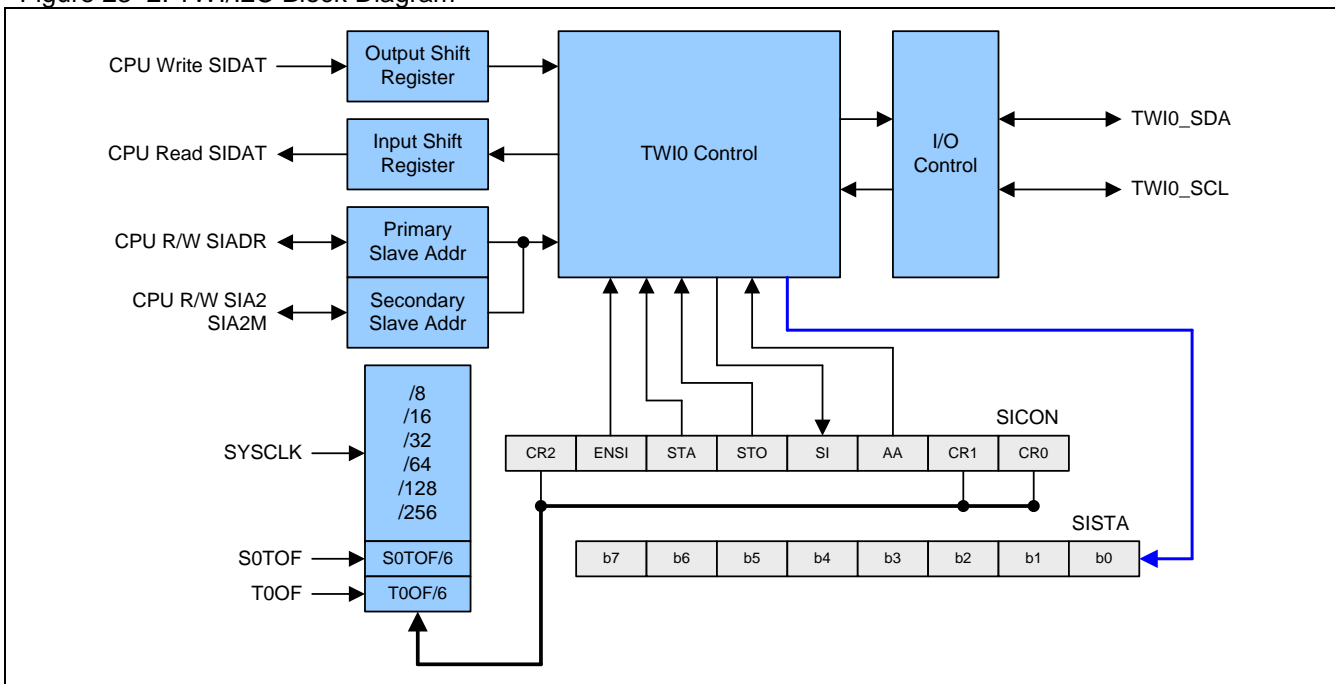 Figure 23–2. TWI/I2C Block Diagram
CPU Write SIDAT
Output Shift
Register
CPU Read SIDAT
Input Shift
Register
TWI0 Control
I/O
Control
TWI0_SDA
TWI0_SCL
CPU R/W SIADR
Primary
Slave Addr
CPU R/W SIA2
SIA2M
Secondary
Slave Addr
SYSCLK
/8
/16
/32
/64
/128
/256
S0TOF
S0TOF/6
T0OF
T0OF/6
SICON
CR2 ENSI STA STO SI AA CR1 CR0
SISTA
b7 b6 b5 b4 b3 b2 b1 b0